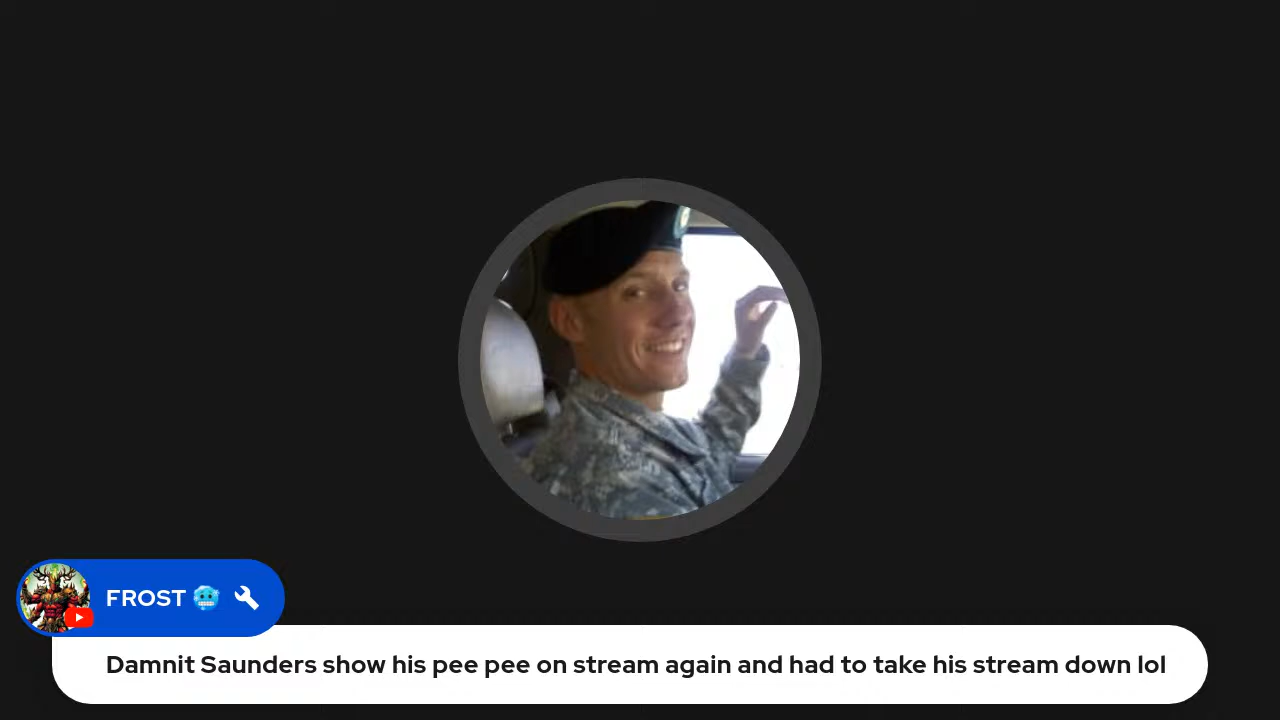 FROST 🥶
Damnit Saunders show his pee pee on stream again and had to take his stream down lol